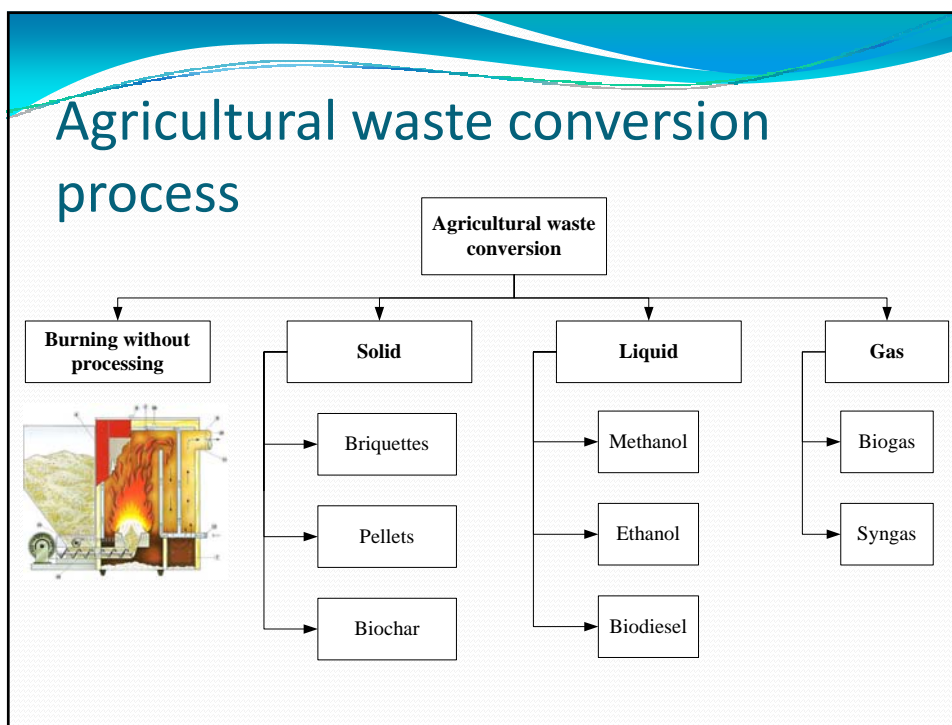 Agricultural waste conversion
process
Agricultural waste
conversion
Burning without
processing
Solid
Liquid
Gas
Briquettes
Methanol
Biogas
Pellets
Ethanol
Syngas
Biochar
Biodiesel